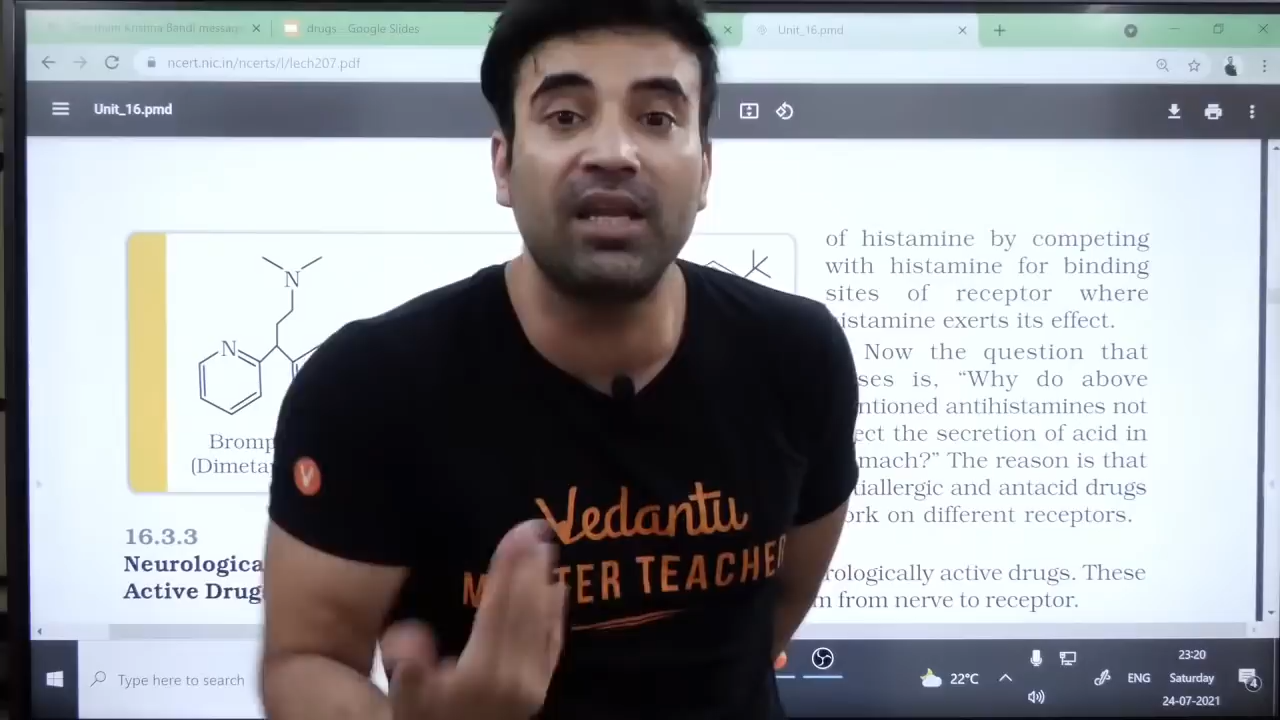 drugs - Google Slides
Unit_16.pmd
ncert.nic.in/ncerts/l/lech207.pdf
Unit_16.pmd
N
N
of histamine by competing
with histamine for binding
sites of receptor where
istamine exerts its effect.
Now the question that
ses is, “Why do above
ntioned antihistamines not
ect the secretion of acid in
mach?” The reason is that
tiallergic and antacid drugs
ork on different receptors.
Bromp
(Dimeta
16.3.3
Neurologica
Active Drug
rologically active drugs. These
m from nerve to receptor.
V
Vedantu
M TER TEACHER
Type here to search
22°C
ENG
23:20
Saturday
24-07-2021
4